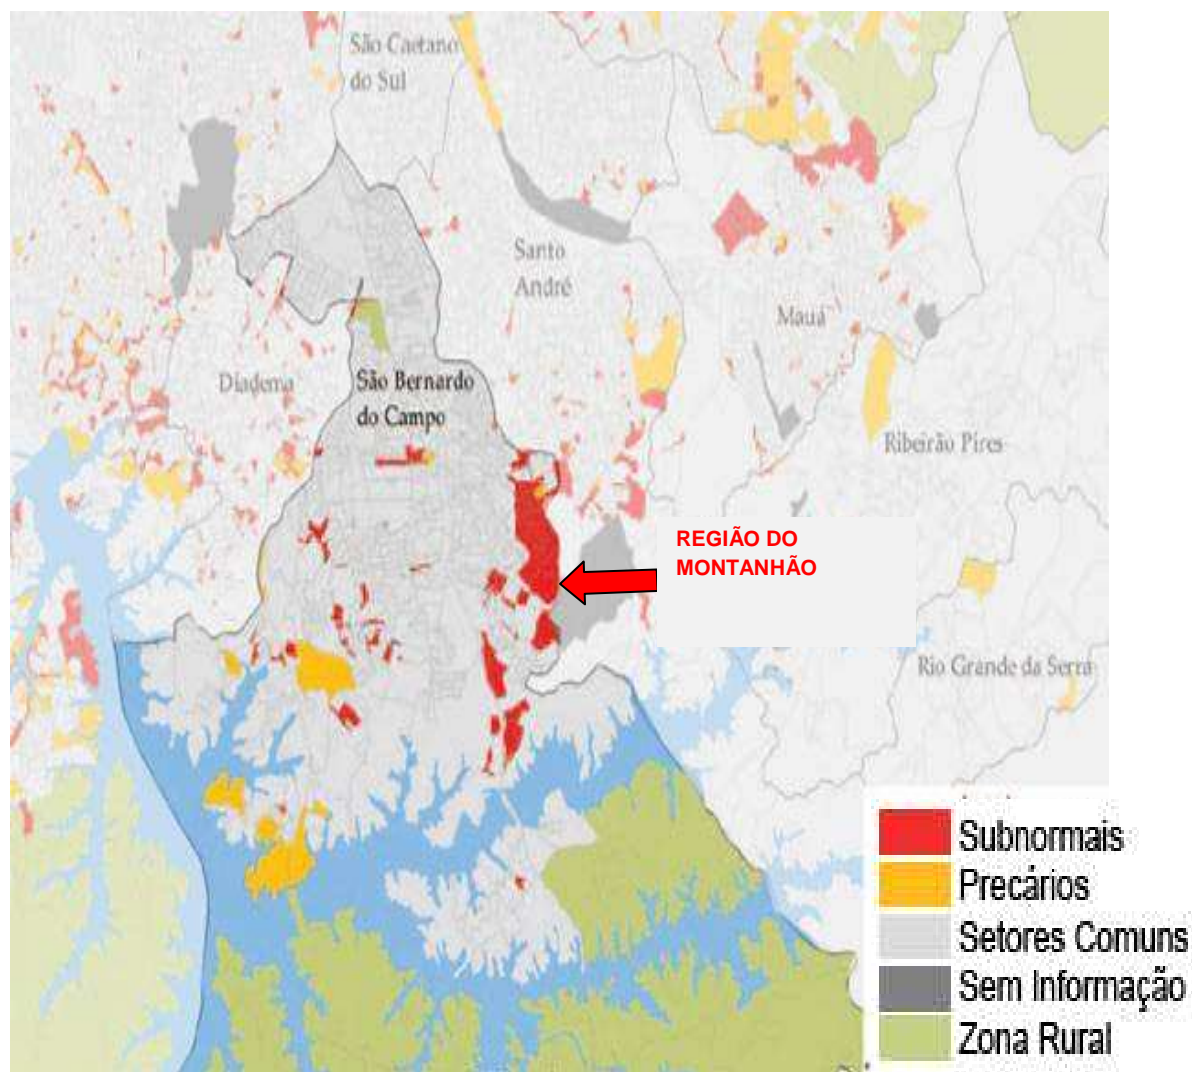 São Caetano
do Sul
Santo
André
Mauá
Diadema
São Bernardo
do Campo
Ribeirão Pires
REGIÃO DO
MONTANHÃO
Rio Grande da Serra
Subnormais
Precários
Setores Comuns
Sem Informação
Zona Rural